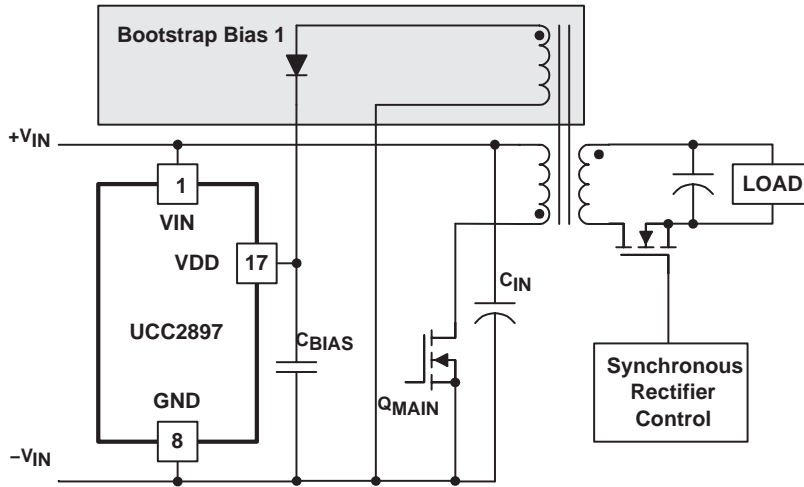 Bootstrap Bias 1
+VIN
1
VIN
VDD
17
UCC2897
CBIAS
GND
8
−VIN
CIN
QMAIN
LOAD
Synchronous
Rectifier
Control